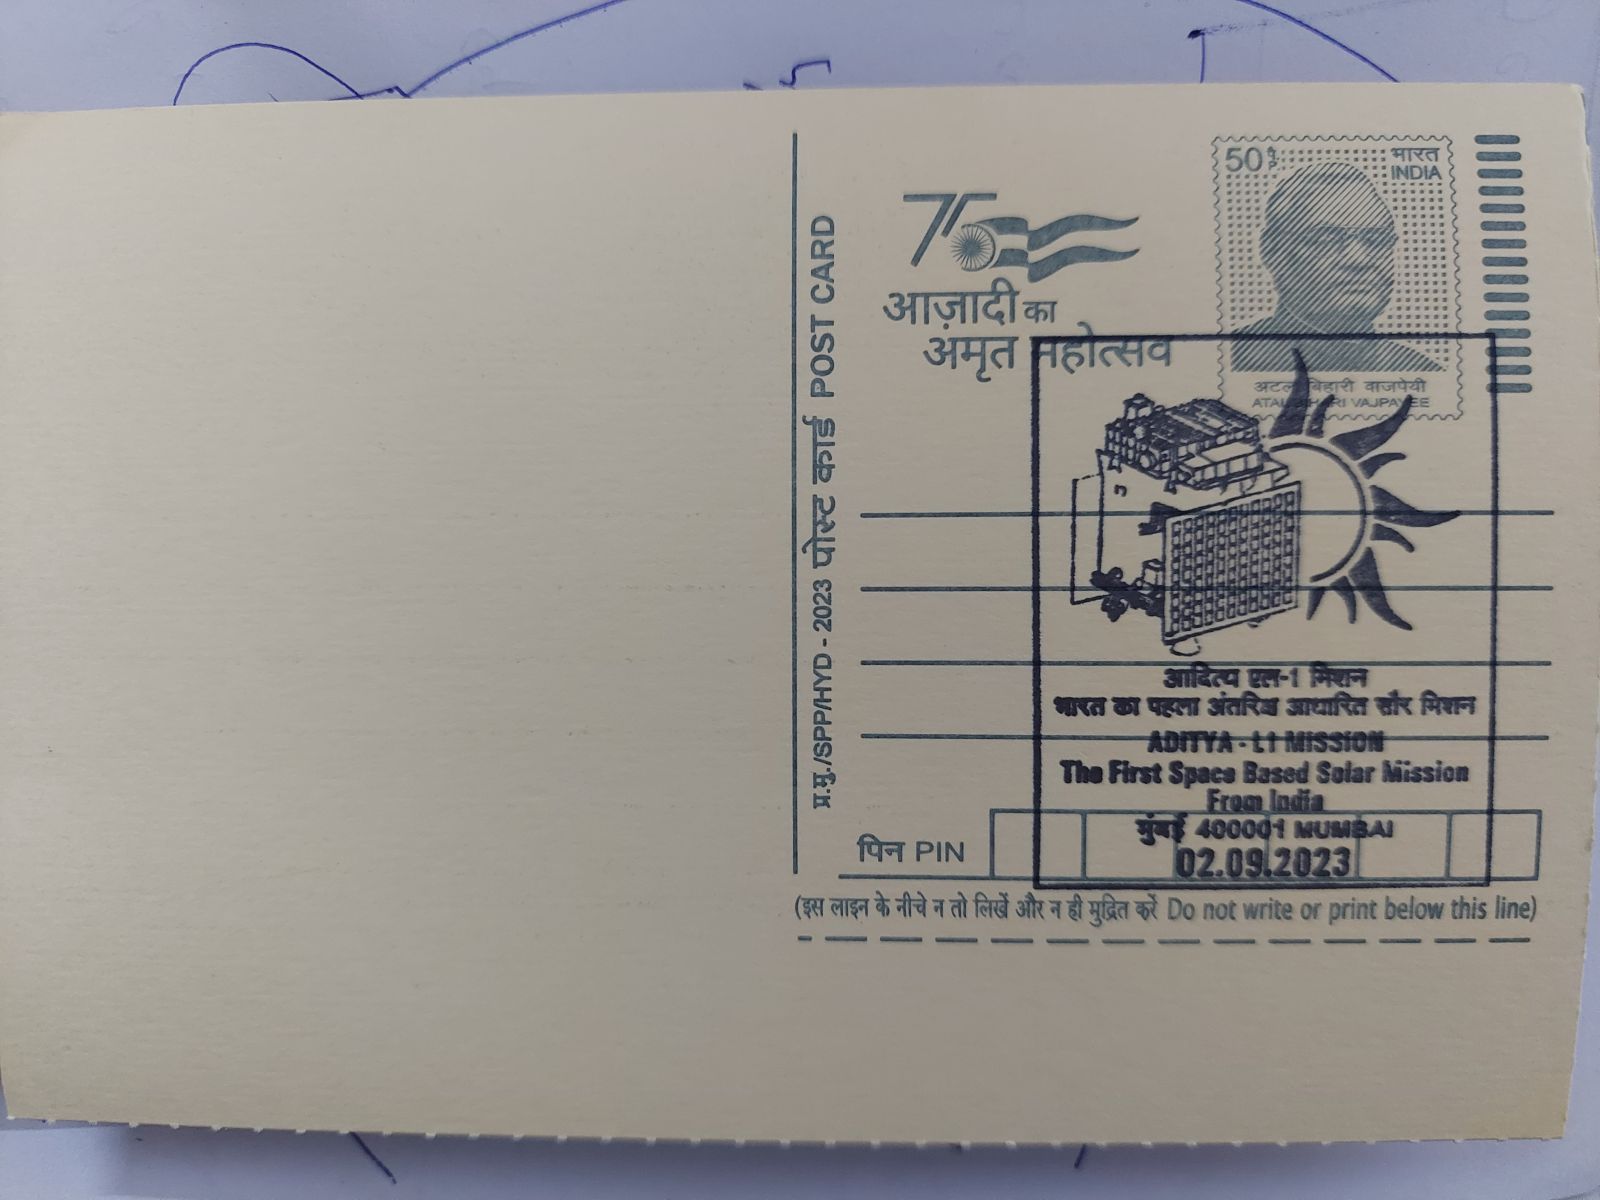 प्र.मु./SPP/HYD - 2023 पोस्ट कार्ड POST CARD
75
आज़ादी का
अमृत महोत्सव
50 पै.
भारत
INDIA
अटल बिहारी वाजपेयी
ATAL BIHARI VAJPAYEE
आदित्य एल-1 मिशन
भारत का पहला अंतरिक्ष आधारित सौर मिशन
ADITYA - L1 MISSION
The First Space Based Solar Mission
From India
मुंबई 400001 MUMBAI
02.09.2023
पिन PIN
(इस लाइन के नीचे न तो लिखें और न ही मुद्रित करें Do not write or print below this line)